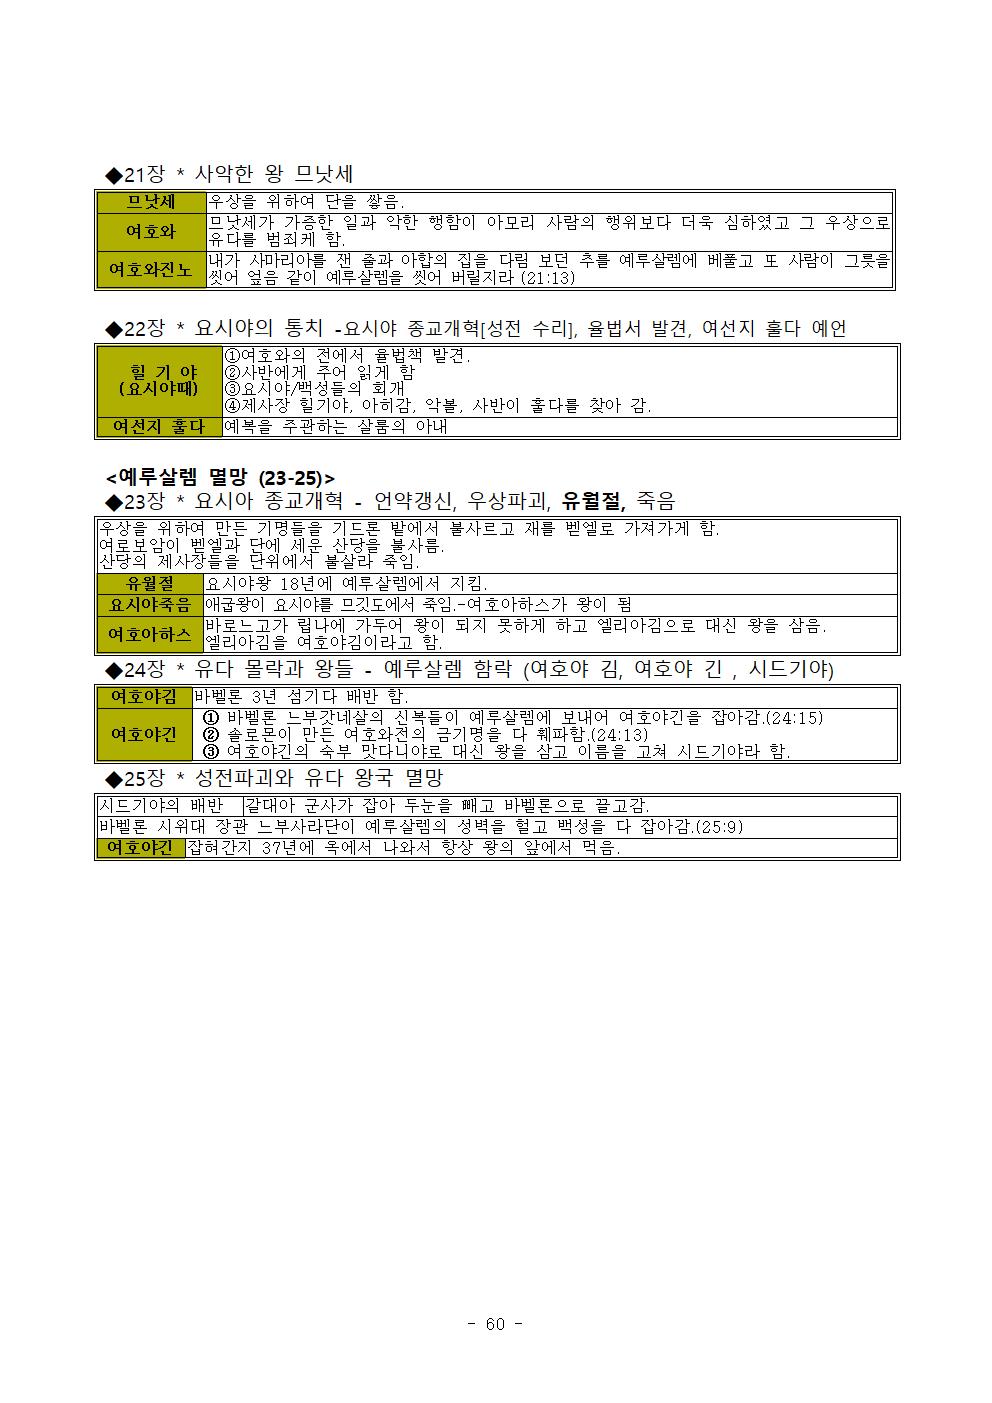 ◆21장 * 사악한 왕 므낫세
므낫세 우상을 위하여 단을 쌓음.
여호와 므낫세가 가증한 일과 악한 행함이 아모리 사람의 행위보다 더욱 심하였고 그 우상으로
유다를 범죄케 함.
여호와진노 내가 사마리아를 잰 줄과 아합의 집을 다림 보던 추를 예루살렘에 베풀고 또 사람이 그릇을
씻어 엎음 같이 예루살렘을 씻어 버릴지라 (21:13)
◆22장 * 요시야의 통치 -요시야 종교개혁[성전 수리], 율법서 발견, 여선지 훌다 예언
힐 기 야
(요시야때)
①여호와의 전에서 율법책 발견.
②사반에게 주어 읽게 함
③요시야/백성들의 회개
④제사장 힐기야, 아히감, 악볼, 사반이 훌다를 찾아 감.
여선지 훌다 예복을 주관하는 살룸의 아내
<예루살렘 멸망 (23-25)>
◆23장 * 요시아 종교개혁 - 언약갱신, 우상파괴, 유월절, 죽음
우상을 위하여 만든 기명들을 기드론 밭에서 불사르고 재를 벧엘로 가져가게 함.
여로보암이 벧엘과 단에 세운 산당을 불사름.
산당의 제사장들을 단위에서 불살라 죽임.
유월절 요시야왕 18년에 예루살렘에서 지킴.
요시야죽음 애굽왕이 요시야를 므깃도에서 죽임.-여호아하스가 왕이 됨
여호아하스 바로느고가 립나에 가두어 왕이 되지 못하게 하고 엘리아김으로 대신 왕을 삼음.
엘리아김을 여호야김이라고 함.
◆24장 * 유다 몰락과 왕들 - 예루살렘 함락 (여호야 김, 여호야 긴 , 시드기야)
여호야김 바벨론 3년 섬기다 배반 함.
여호야긴 ① 바벨론 느부갓네살의 신복들이 예루살렘에 보내어 여호야긴을 잡아감.(24:15)
② 솔로몬이 만든 여호와전의 금기명을 다 훼파함.(24:13)
③ 여호야긴의 숙부 맛다니야로 대신 왕을 삼고 이름을 고쳐 시드기야라 함.
◆25장 * 성전파괴와 유다 왕국 멸망
시드기야의 배반 갈대아 군사가 잡아 두눈을 빼고 바벨론으로 끌고감.
바벨론 시위대 장관 느부사라단이 예루살렘의 성벽을 헐고 백성을 다 잡아감.(25:9)
여호야긴 잡혀간지 37년에 옥에서 나와서 항상 왕의 앞에서 먹음.
- 60 -